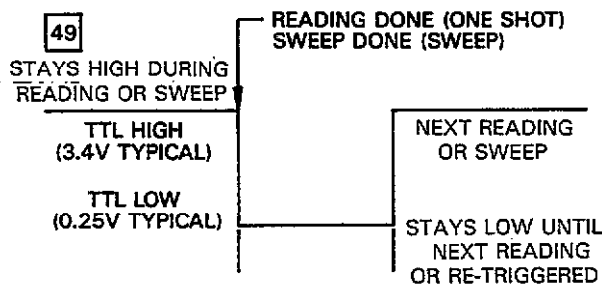 49
READING DONE (ONE SHOT)
SWEEP DONE (SWEEP)
STAYS HIGH DURING
READING OR SWEEP
TTL HIGH
(3.4V TYPICAL)
NEXT READING
OR SWEEP
TTL LOW
(0.25V TYPICAL)
STAYS LOW UNTIL
NEXT READING
OR RE-TRIGGERED